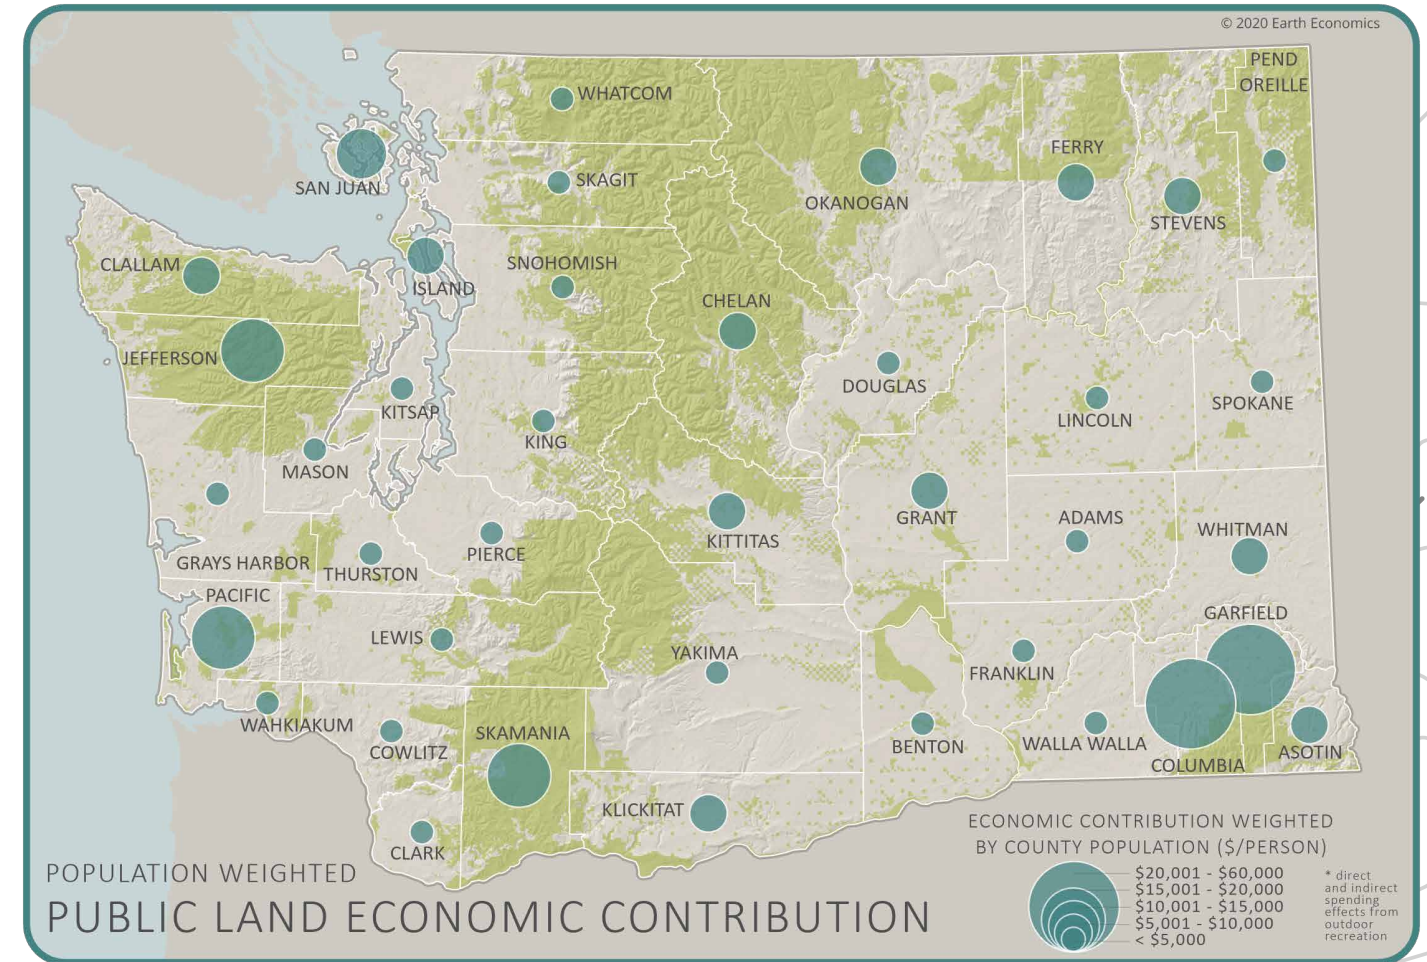 © 2020 Earth Economics
PEND
OREILLE
WHATCOM
FERRY
SAN JUAN
SKAGIT
OKANOGAN
STEVENS
CLALLAM
SNOHOMISH
ISLAND
CHELAN
JEFFERSON
DOUGLAS
KITSAP
LINCOLN
SPOKANE
KING
MASON
GRANT
ADAMS
WHITMAN
KITTITAS
PIERCE
GRAYS HARBOR
THURSTON
PACIFIC
GARFIELD
LEWIS
YAKIMA
FRANKLIN
WAHKIAKUM
SKAMANIA
COWLITZ
BENTON
WALLA WALLA
ASOTIN
COLUMBIA
KLICKITAT
CLARK
ECONOMIC CONTRIBUTION WEIGHTED
BY COUNTY POPULATION ($/PERSON)
$20,001 - $60,000
$15,001 - $20,000
$10,001 - $15,000
$5,001 - $10,000
< $5,000
* direct
and indirect
spending
effects from
outdoor
recreation
POPULATION WEIGHTED
PUBLIC LAND ECONOMIC CONTRIBUTION